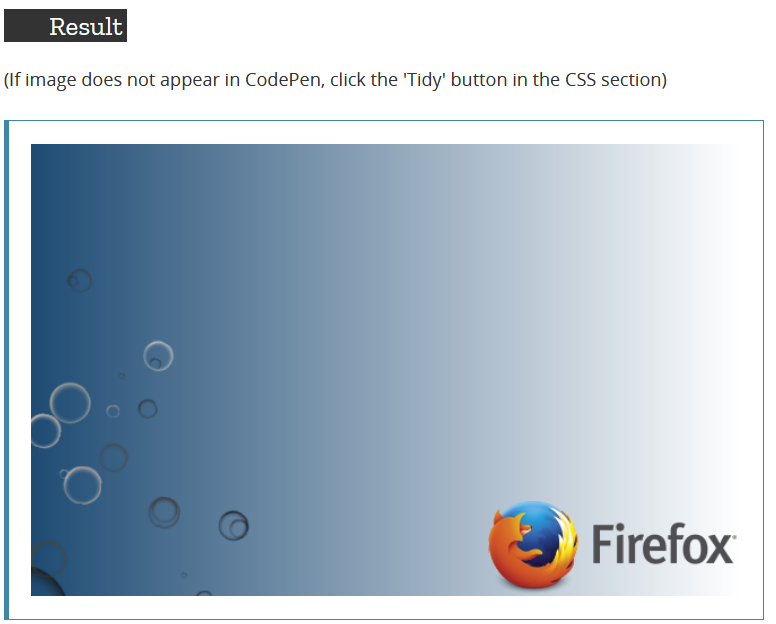 Result
(If image does not appear in CodePen, click the 'Tidy' button in the CSS section)
Firefox